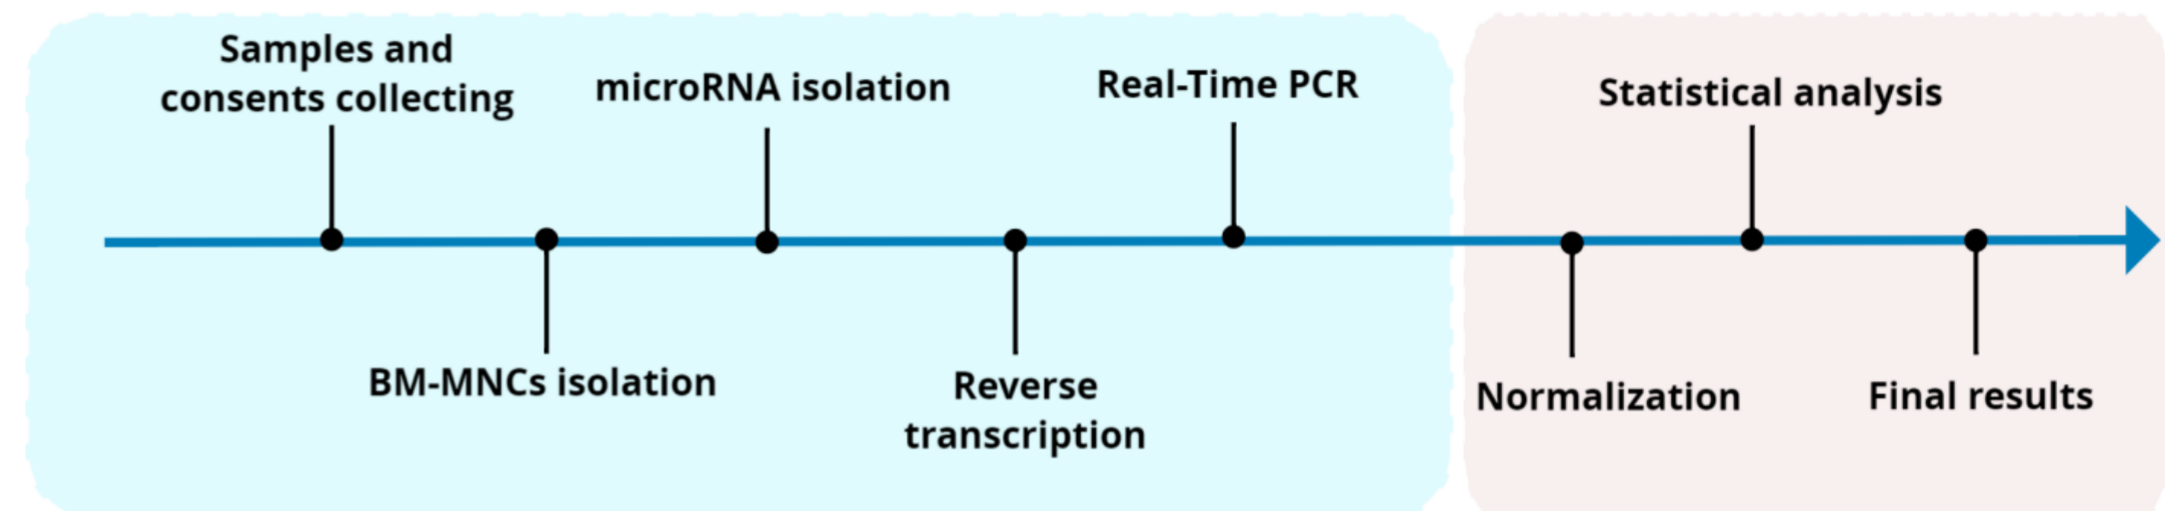 Samples and
consents collecting
BM-MNCs isolation
microRNA isolation
Reverse
transcription
Real-Time PCR
Normalization
Statistical analysis
Final results